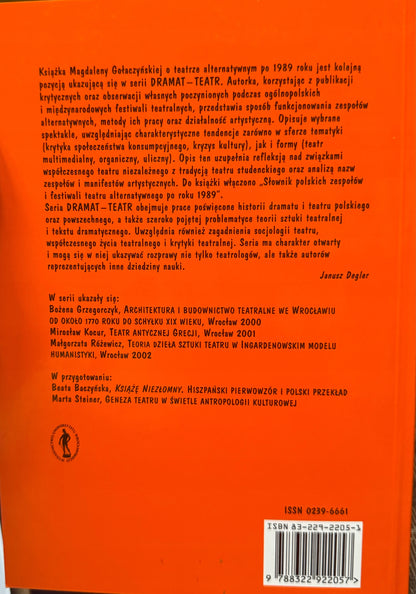 Książka Magdaleny Gołaczyńskiej o teatrze alternatywnym po 1989 roku jest kolejną
pozycją ukazującą się w serii DRAMAT–TEATR. Autorka, korzystając z publikacji
krytycznych oraz obserwacji własnych poczynionych podczas ogólnopolskich
i międzynarodowych festiwali teatralnych, przedstawia sposób funkcjonowania zespołów
alternatywnych, metody ich pracy oraz działalność artystyczną. Opisuje wybrane
spektakle, uwzględniając charakterystyczne tendencje zarówno w sferze tematyki
(krytyka społeczeństwa konsumpcyjnego, kryzys kultury), jak i formy (teatr
multimedialny, organiczny, uliczny). Opis ten uzupełnia refleksją nad związkami
współczesnego teatru niezależnego z tradycją teatru studenckiego oraz analizą nazw
zespołów i manifestów artystycznych. Do książki włączono „Słownik polskich zespołów
i festiwali teatru alternatywnego po roku 1989”.
Seria DRAMAT–TEATR obejmuje prace poświęcone historii dramatu i teatru polskiego
oraz powszechnego, a także szeroko pojętej problematyce teorii sztuki teatralnej
i tekstu dramatycznego. Uwzględnia również zagadnienia socjologii teatru,
współczesnego życia teatralnego i krytyki teatralnej. Seria ma charakter otwarty
i mogą się w niej ukazywać rozprawy nie tylko teatrologów, ale także autorów
reprezentujących inne dziedziny nauki.
Janusz Degler
W serii ukazały się:
Bożena Grzegorczyk, ARCHITEKTURA I BUDOWNICTWO TEATRALNE WE WROCŁAWIU
OD OKOŁO 1770 ROKU DO SCHYŁKU XIX WIEKU, Wrocław 2000
Mirosław Kocur, TEATR ANTYCZNEJ GRECJI, Wrocław 2001
Małgorzata Różewicz, TEORIA DZIEŁA SZTUKI TEATRU W INGARDENOWSKIM MODELU
HUMANISTYKI, Wrocław 2002
W przygotowaniu:
Beata Baczyńska, KSIĄŻĘ NIEZŁOMNY. HISZPAŃSKI PIERWOWZÓR I POLSKI PRZEKŁAD
Marta Steiner, GENEZA TEATRU W ŚWIETLE ANTROPOLOGII KULTUROWEJ
ISSN 0239-6661
ISBN 83-229-2205-1
9 788322 922057 >